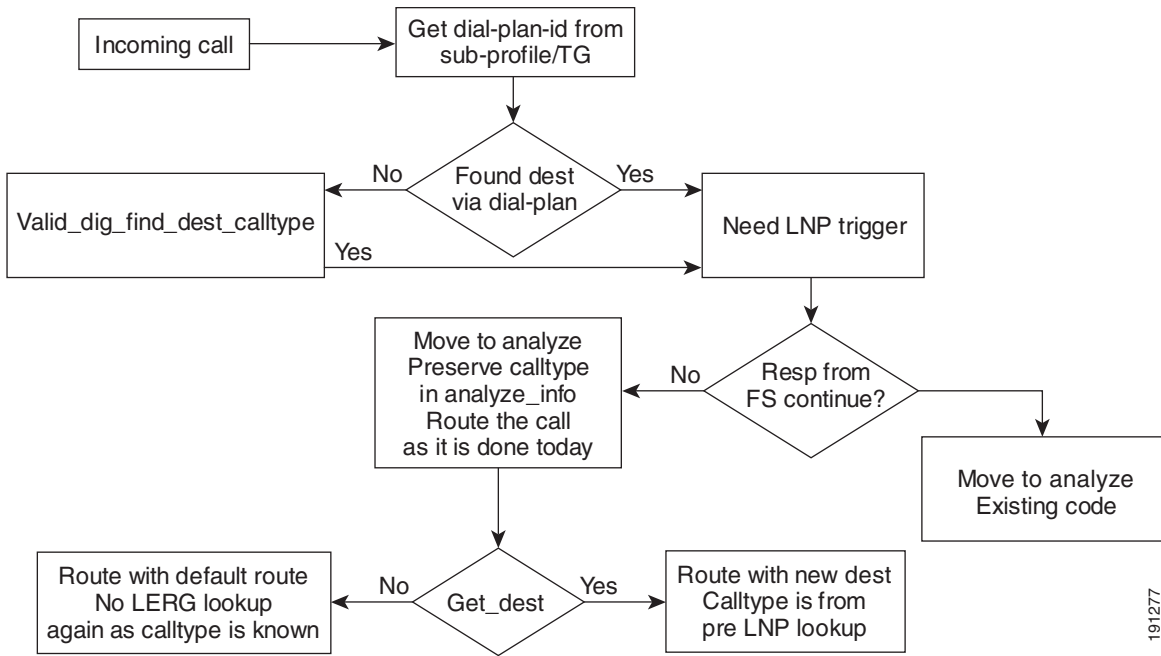 Incoming call
Get dial-plan-id from
sub-profile/TG
No
Found dest
via dial-plan
Yes
Valid_dig_find_dest_calltype
Yes
Need LNP trigger
Move to analyze
Preserve calltype
in analyze_info
Route the call
as it is done today
No
Resp from
FS continue?
Move to analyze
Existing code
Route with default route
No LERG lookup
again as calltype is known
No
Get_dest
Yes
Route with new dest
Calltype is from
pre LNP lookup
191277